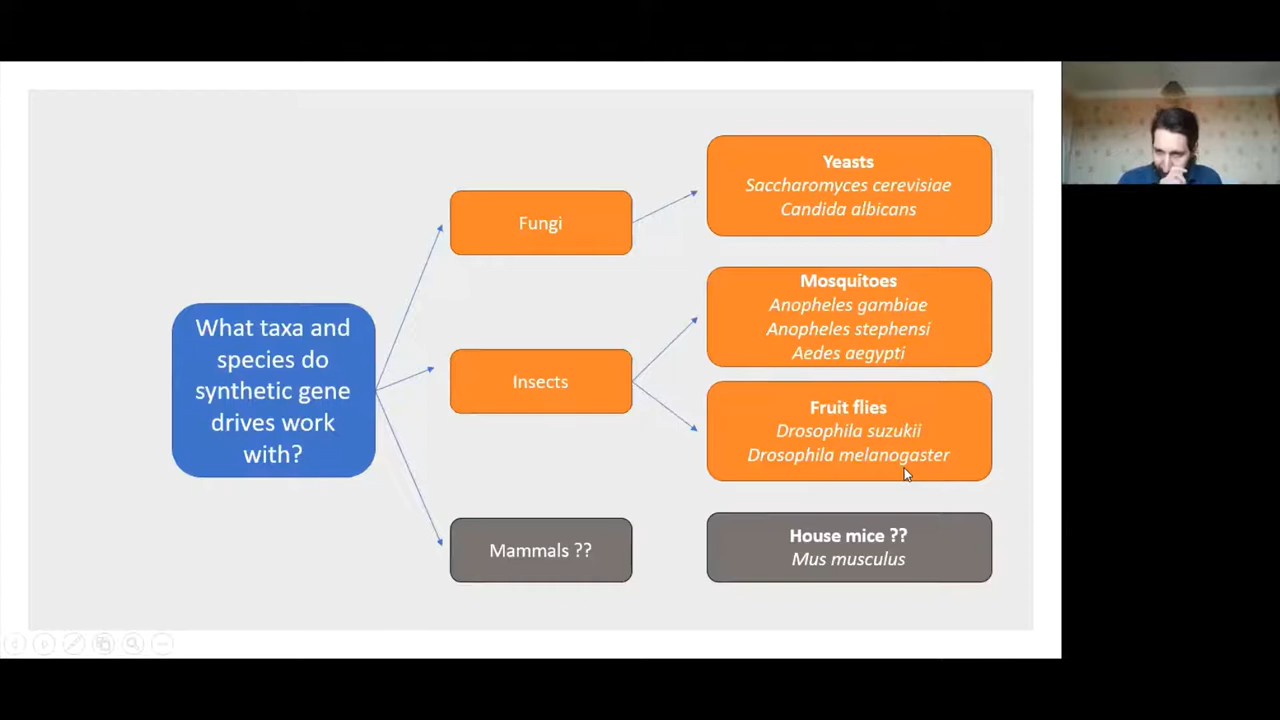 What taxa and
species do
synthetic gene
drives work
with?
Fungi
Yeasts
Saccharomyces cerevisiae
Candida albicans
Insects
Mosquitoes
Anopheles gambiae
Anopheles stephensi
Aedes aegypti
Fruit flies
Drosophila suzukii
Drosophila melanogaster
Mammals ??
House mice ??
Mus musculus